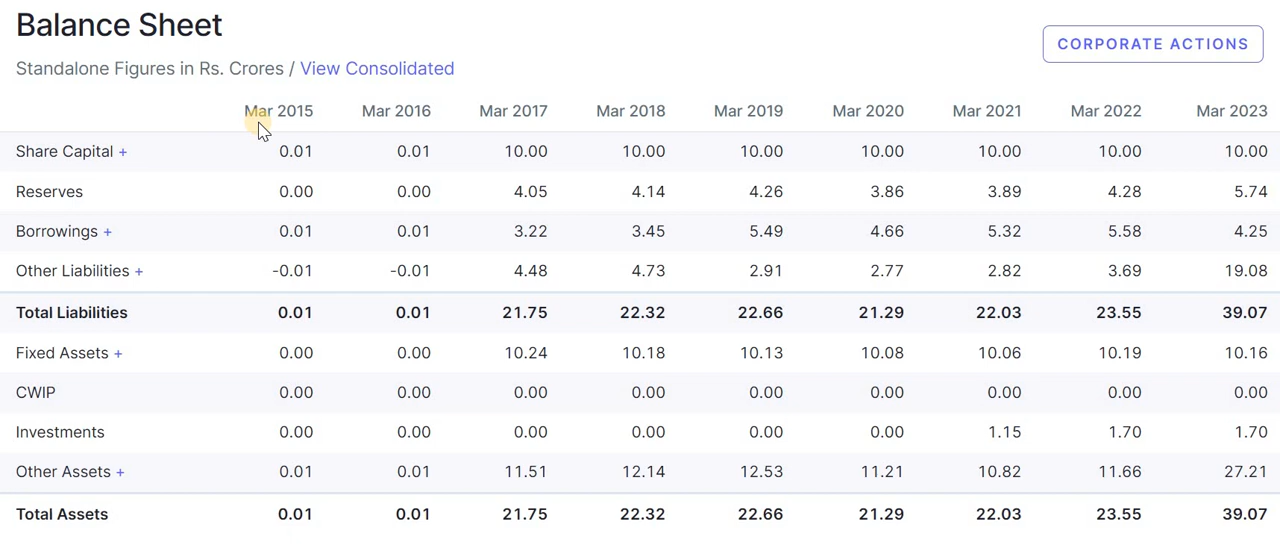 Balance Sheet
CORPORATE ACTIONS
Standalone Figures in Rs. Crores / View Consolidated
Mar 2015 Mar 2016 Mar 2017 Mar 2018 Mar 2019 Mar 2020 Mar 2021 Mar 2022 Mar 2023
Share Capital + 0.01 0.01 10.00 10.00 10.00 10.00 10.00 10.00 10.00
Reserves 0.00 0.00 4.05 4.14 4.26 3.86 3.89 4.28 5.74
Borrowings + 0.01 0.01 3.22 3.45 5.49 4.66 5.32 5.58 4.25
Other Liabilities + -0.01 -0.01 4.48 4.73 2.91 2.77 2.82 3.69 19.08
Total Liabilities 0.01 0.01 21.75 22.32 22.66 21.29 22.03 23.55 39.07
Fixed Assets + 0.00 0.00 10.24 10.18 10.13 10.08 10.06 10.19 10.16
CWIP 0.00 0.00 0.00 0.00 0.00 0.00 0.00 0.00 0.00
Investments 0.00 0.00 0.00 0.00 0.00 0.00 1.15 1.70 1.70
Other Assets + 0.01 0.01 11.51 12.14 12.53 11.21 10.82 11.66 27.21
Total Assets 0.01 0.01 21.75 22.32 22.66 21.29 22.03 23.55 39.07